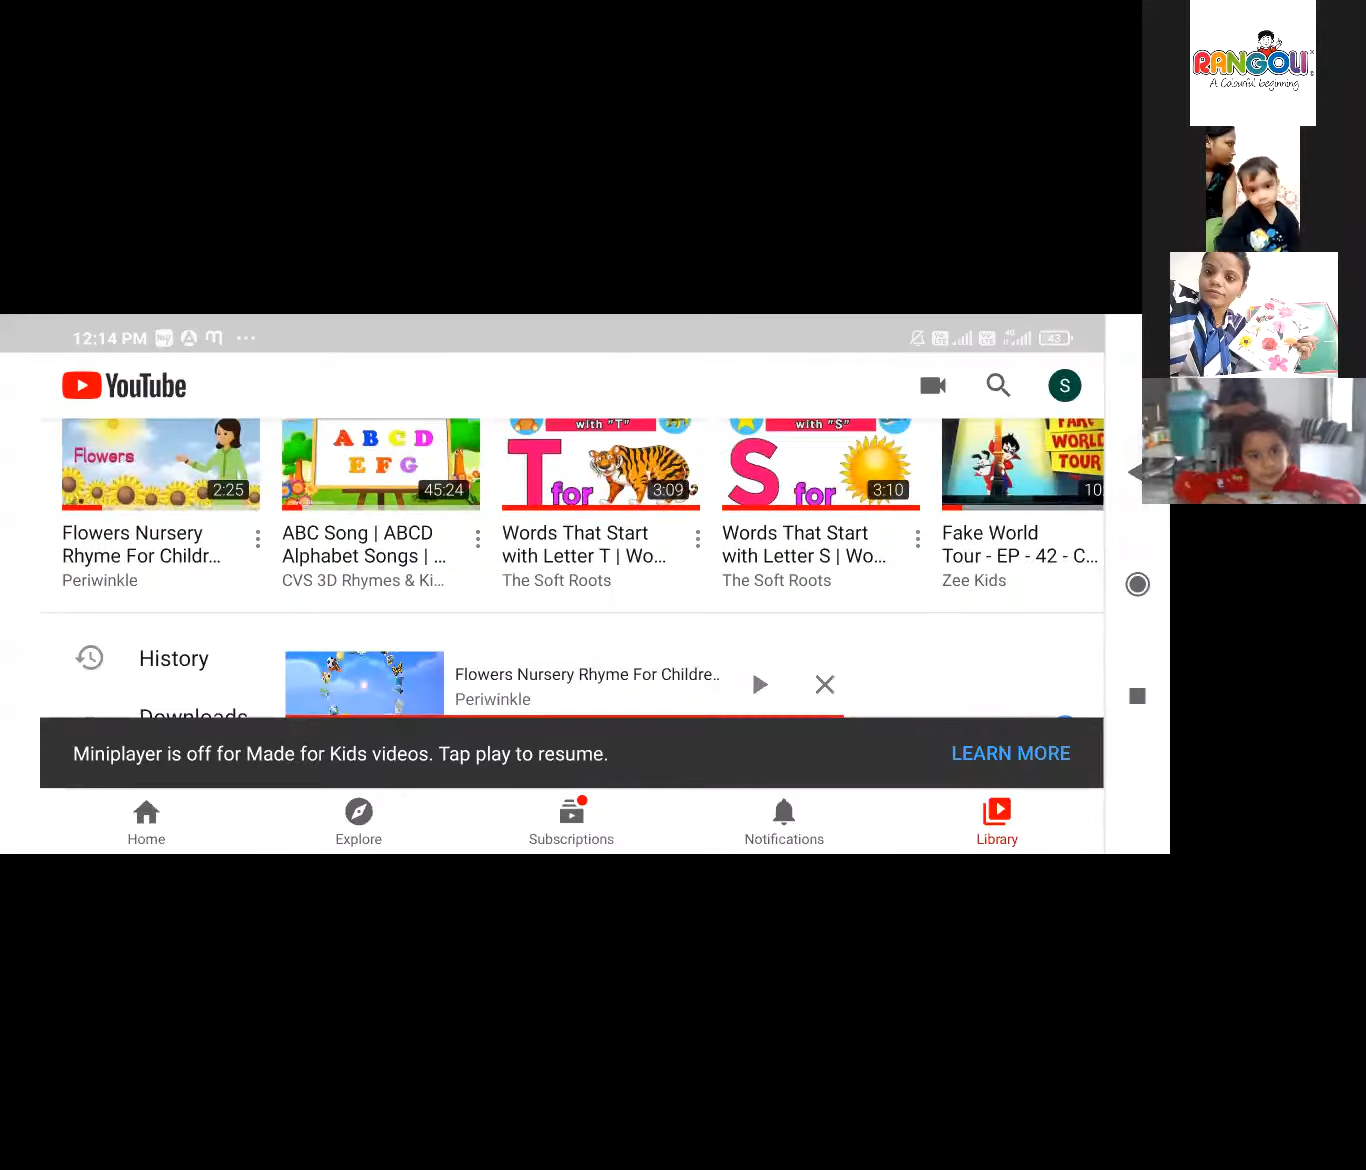 RANGOLI
A Colourful beginning
12:14 PM
4G
43
YouTube
S
Flowers
2:25
A B C D
E F G
45:24
with "T"
T for
3:09
with "S"
S for
3:10
FAKE
WORLD
TOUR
10
Flowers Nursery
Rhyme For Childr...
Periwinkle
ABC Song | ABCD
Alphabet Songs | ...
CVS 3D Rhymes & Ki...
Words That Start
with Letter T | Wo...
The Soft Roots
Words That Start
with Letter S | Wo...
The Soft Roots
Fake World
Tour - EP - 42 - C...
Zee Kids
History
Flowers Nursery Rhyme For Childre..
Periwinkle
Downloads
Miniplayer is off for Made for Kids videos. Tap play to resume.
LEARN MORE
Home
Explore
Subscriptions
Notifications
Library